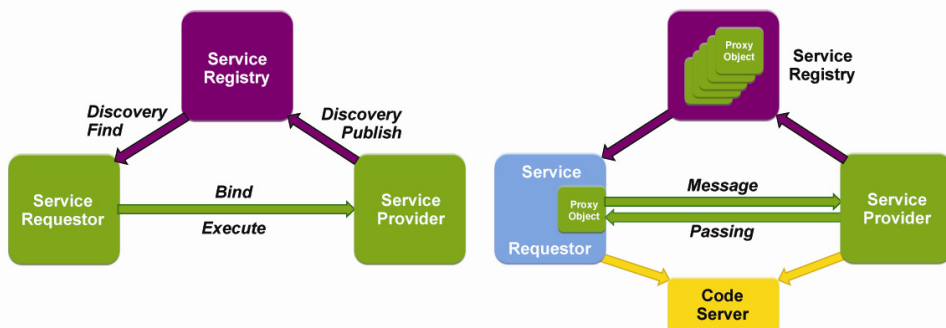 Service
Registry
Discovery
Find
Discovery
Publish
Service
Requestor
Bind
Execute
Service
Provider
Proxy
Object
Service
Registry
Service
Proxy
Object
Requestor
Message
Passing
Service
Provider
Code
Server